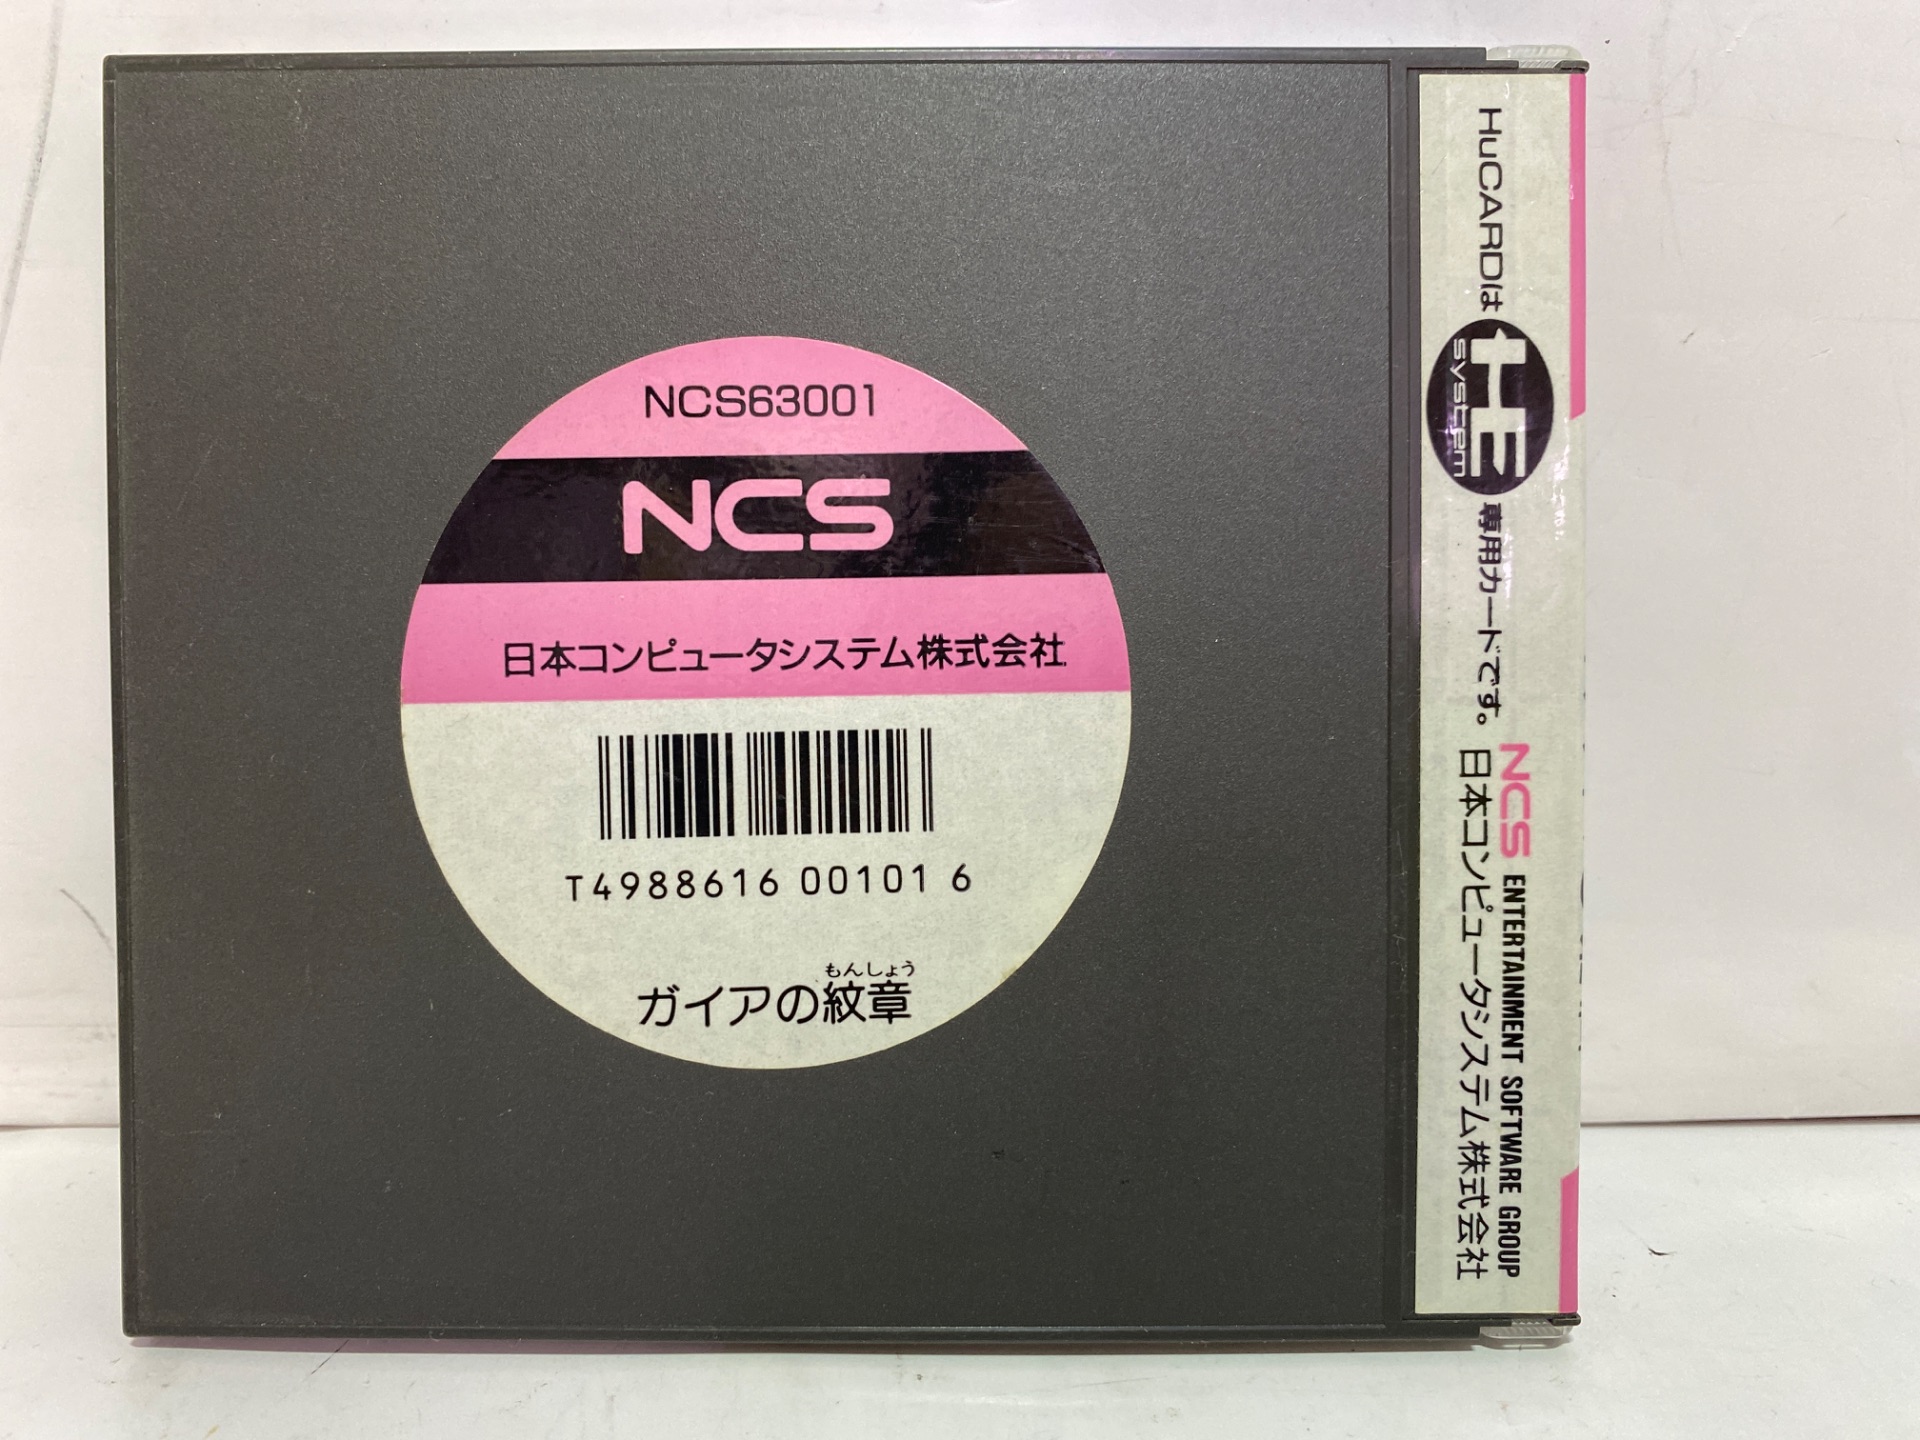 NCS63001
NCS
日本コンピュータシステム株式会社
T4988616 00101 6
もんしょう
ガイアの紋章
HuCARDは HE system 専用カードです。
NCS ENTERTAINMENT SOFTWARE GROUP
日本コンピュータシステム株式会社